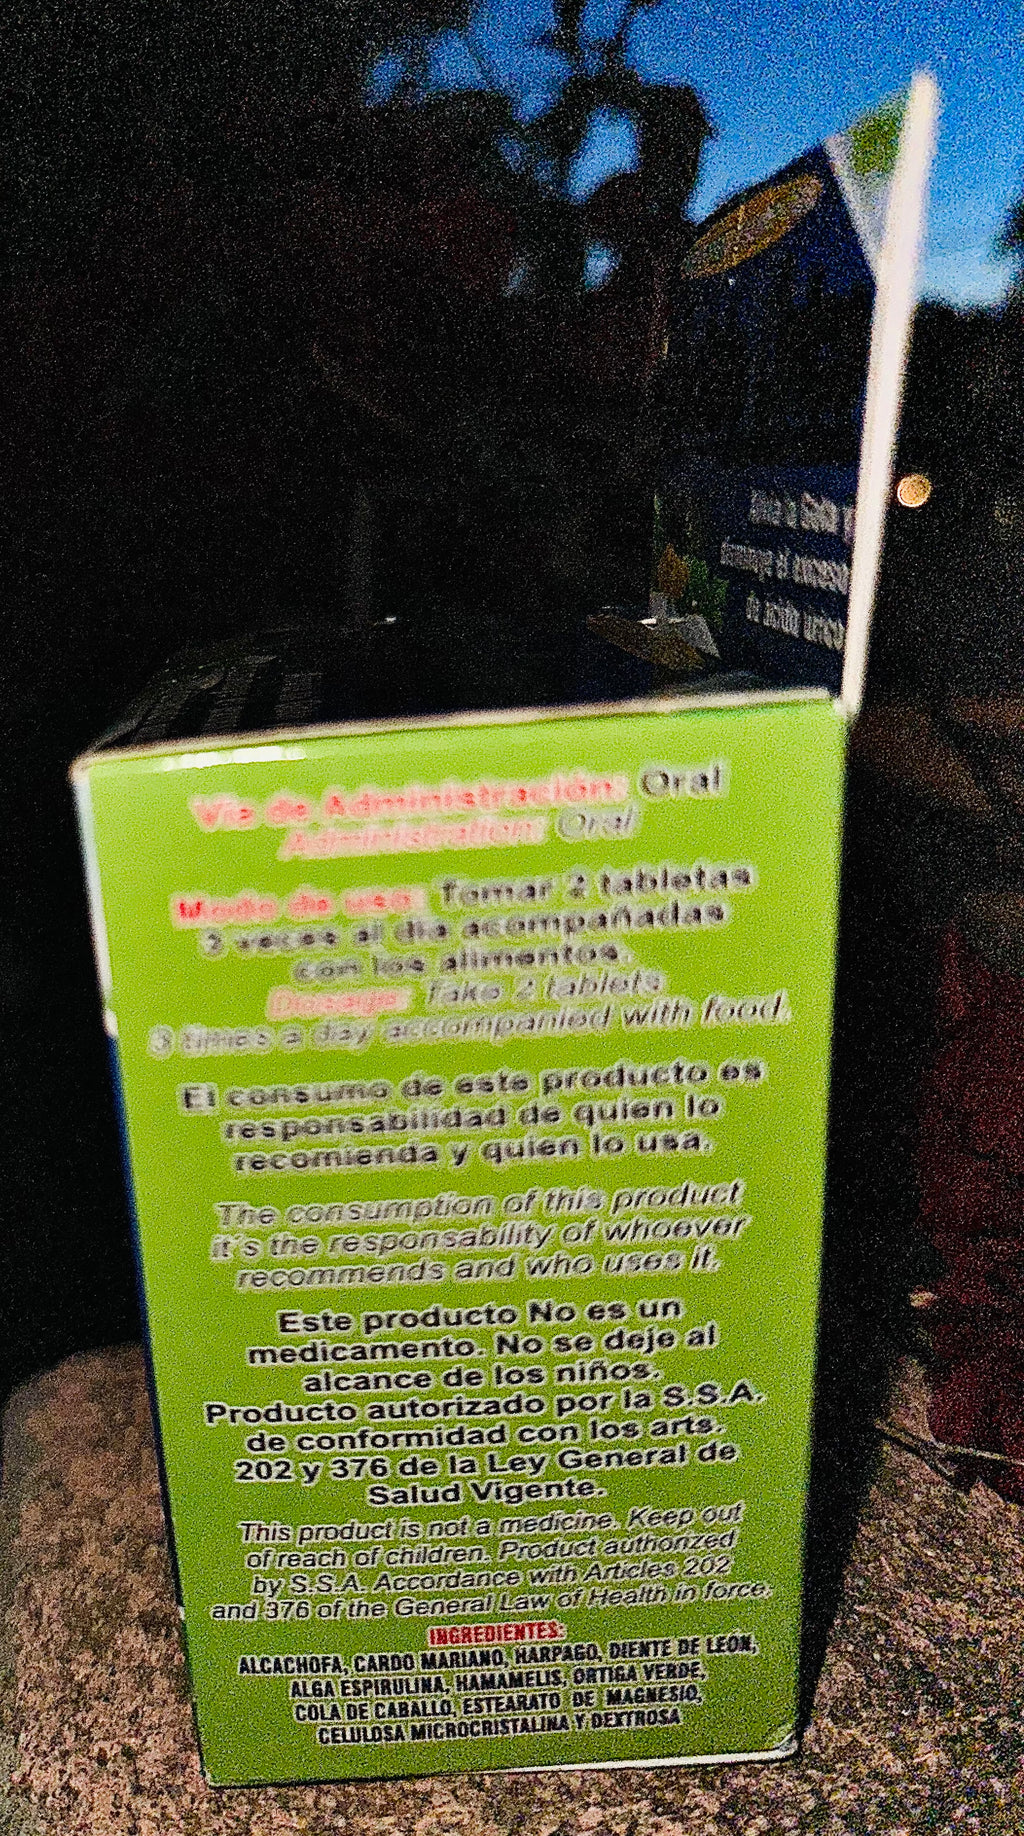 Vía de Administración: Oral
Administration: Oral
Modo de uso: Tomar 2 tabletas
veces al día acompañadas
con los alimentos.
Dosage: Take 2 tablets
3 times a day accompanied with food.
El consumo de este producto es
responsabilidad de quien lo
recomienda y quien lo usa.
The consumption of this product
it's the responsability of whoever
recommends and who uses it.
Este producto No es un
medicamento. No se deje al
alcance de los niños.
Producto autorizado por la S.S.A.
de conformidad con los arts.
202 y 376 de la Ley General de
Salud Vigente.
This product is not a medicine. Keep out
of reach of children. Product authorized
by S.S.A. Accordance with Articles 202
and 376 of the General Law of Health in force.
INGREDIENTES:
ALCACHOFA, CARDO MARIANO, HARPAGO, DIENTE DE LEÓN,
ALGA ESPIRULINA, HAMAMELIS, ORTIGA VERDE,
COLA DE CABALLO, ESTEARATO DE MAGNESIO,
CELULOSA MICROCRISTALINA Y DEXTROSA